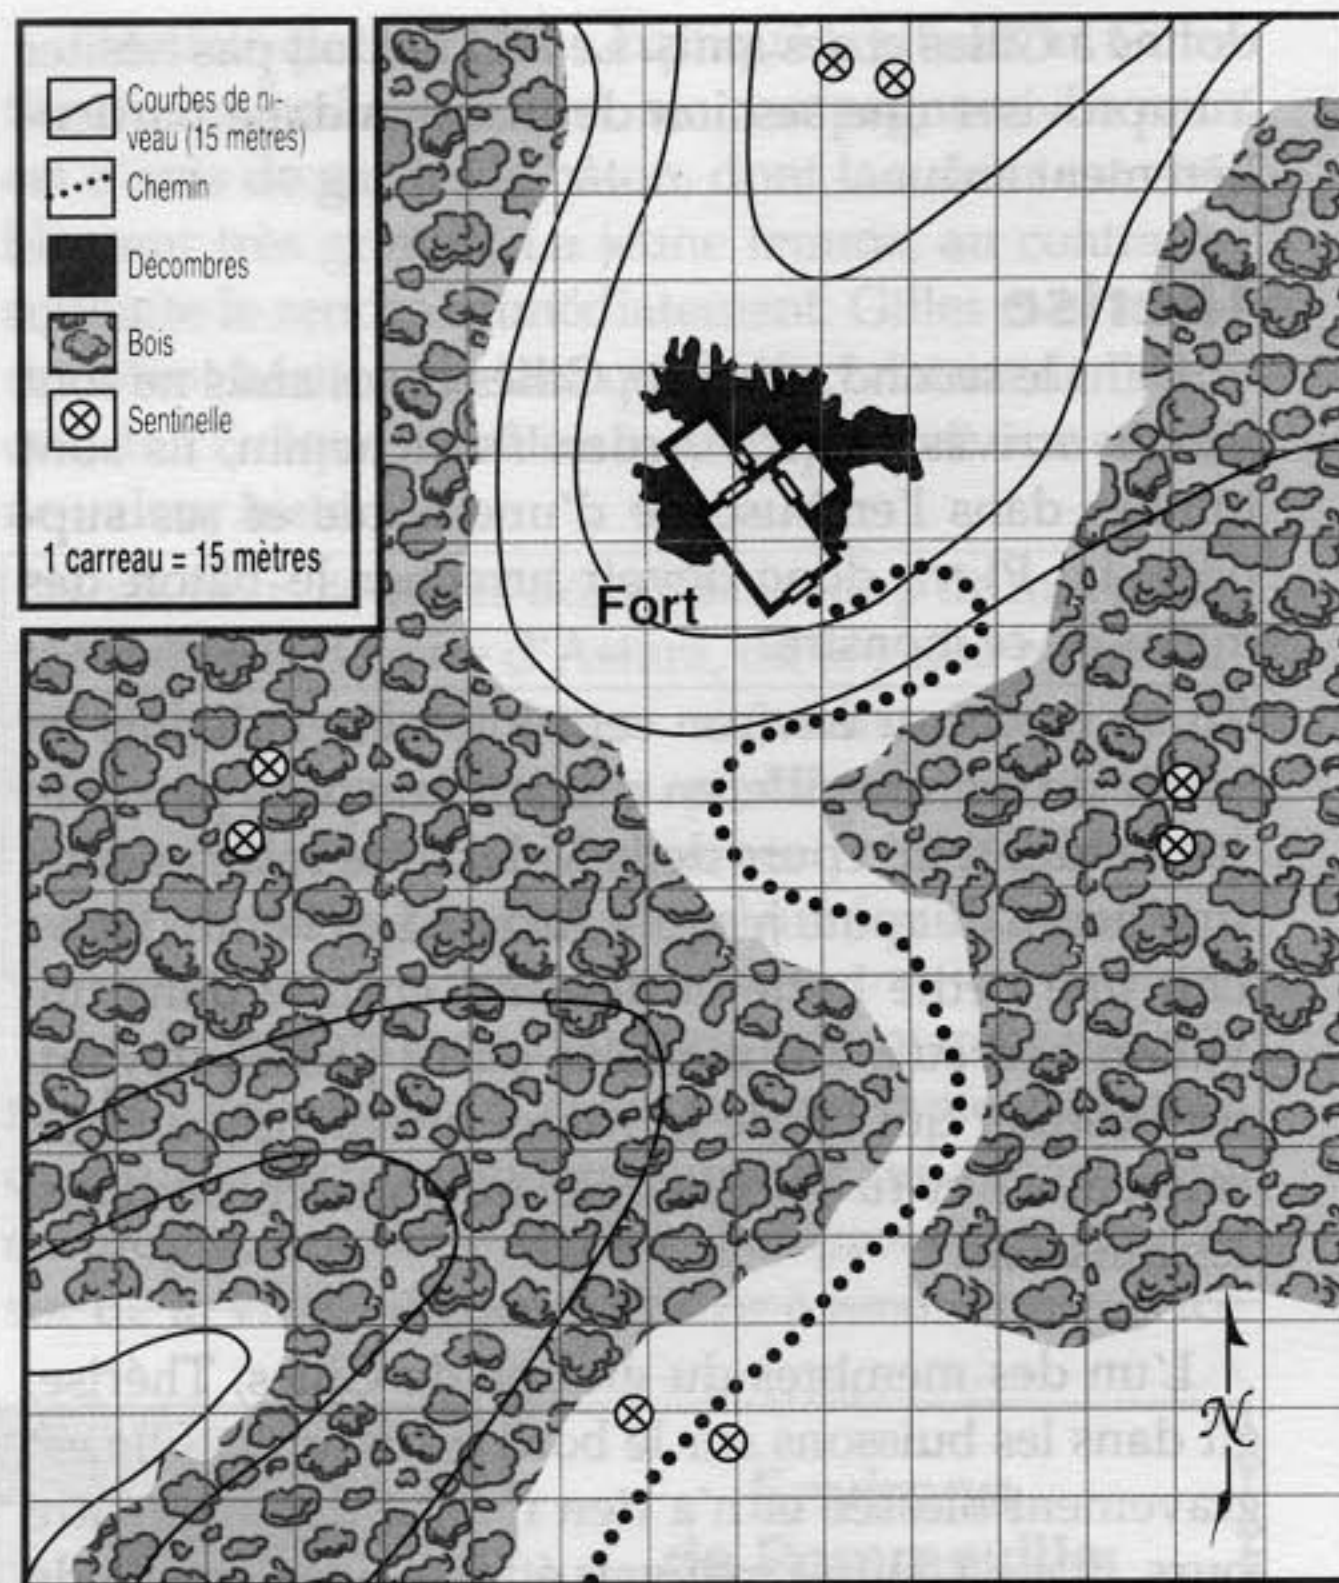 Courbes de ni-
veau (15 mètres)
Chemin
Décombres
Bois
Sentinelle
1 carreau = 15 mètres
Fort
N